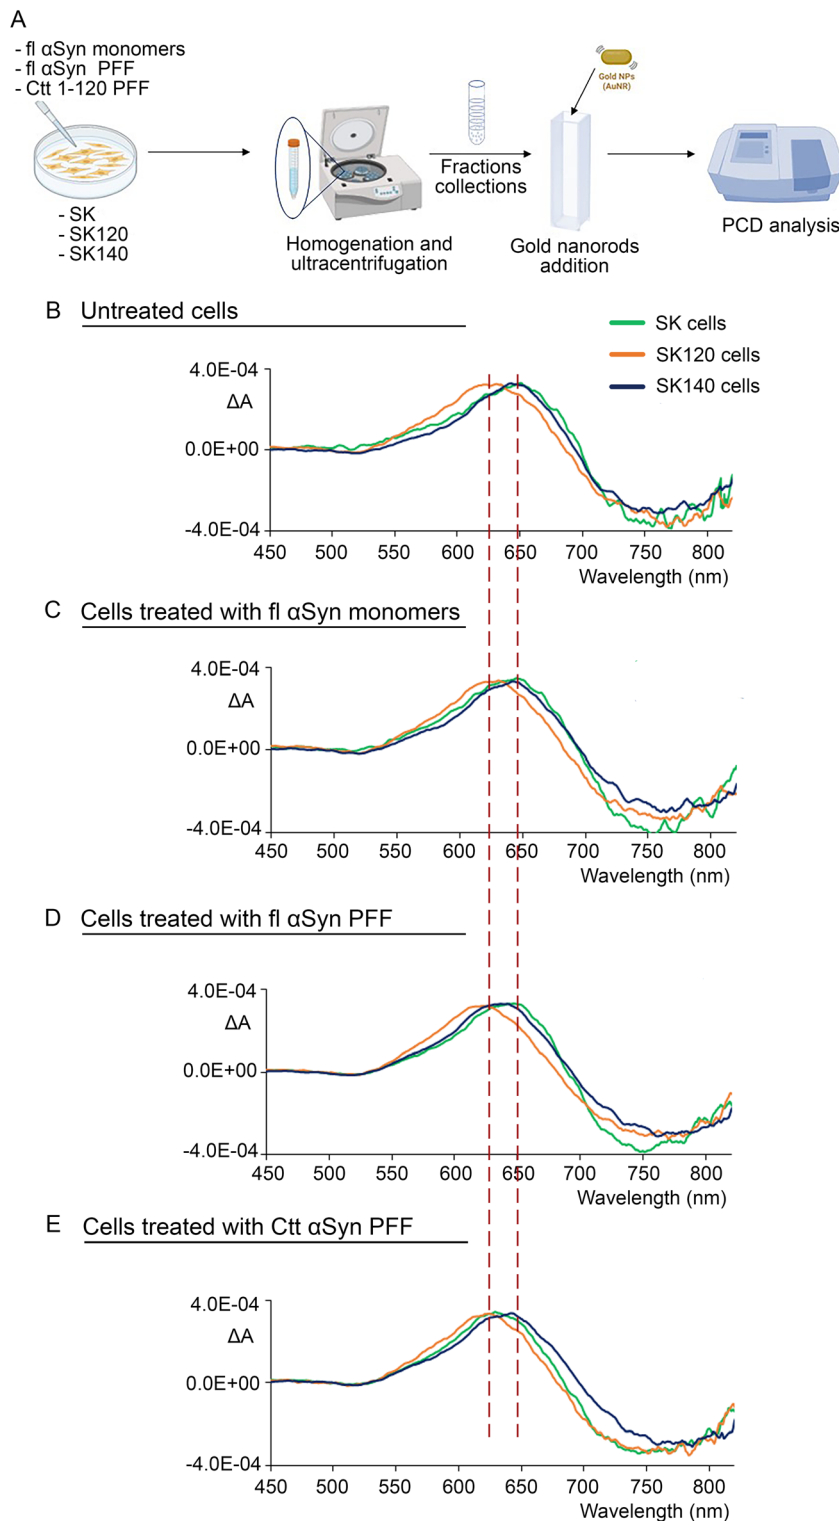 A
- fl αSyn monomers
- fl αSyn PFF
- Ctt 1-120 PFF
Gold NPs
(AuNR)
Fractions
collections
- SK
- SK120
- SK140
Homogenation and
ultracentrifugation
Gold nanorods
addition
PCD analysis
B Untreated cells
SK cells
SK120 cells
SK140 cells
4.0E-04
ΔA
0.0E+00
-4.0E-04
450 500 550 600 650 700 750 800
Wavelength (nm)
C Cells treated with fl αSyn monomers
4.0E-04
ΔA
0.0E+00
-4.0E-04
450 500 550 600 650 700 750 800
Wavelength (nm)
D Cells treated with fl αSyn PFF
4.0E-04
ΔA
0.0E+00
-4.0E-04
450 500 550 600 650 700 750 800
Wavelength (nm)
E Cells treated with Ctt αSyn PFF
4.0E-04
ΔA
0.0E+00
-4.0E-04
450 500 550 600 650 700 750 800
Wavelength (nm)